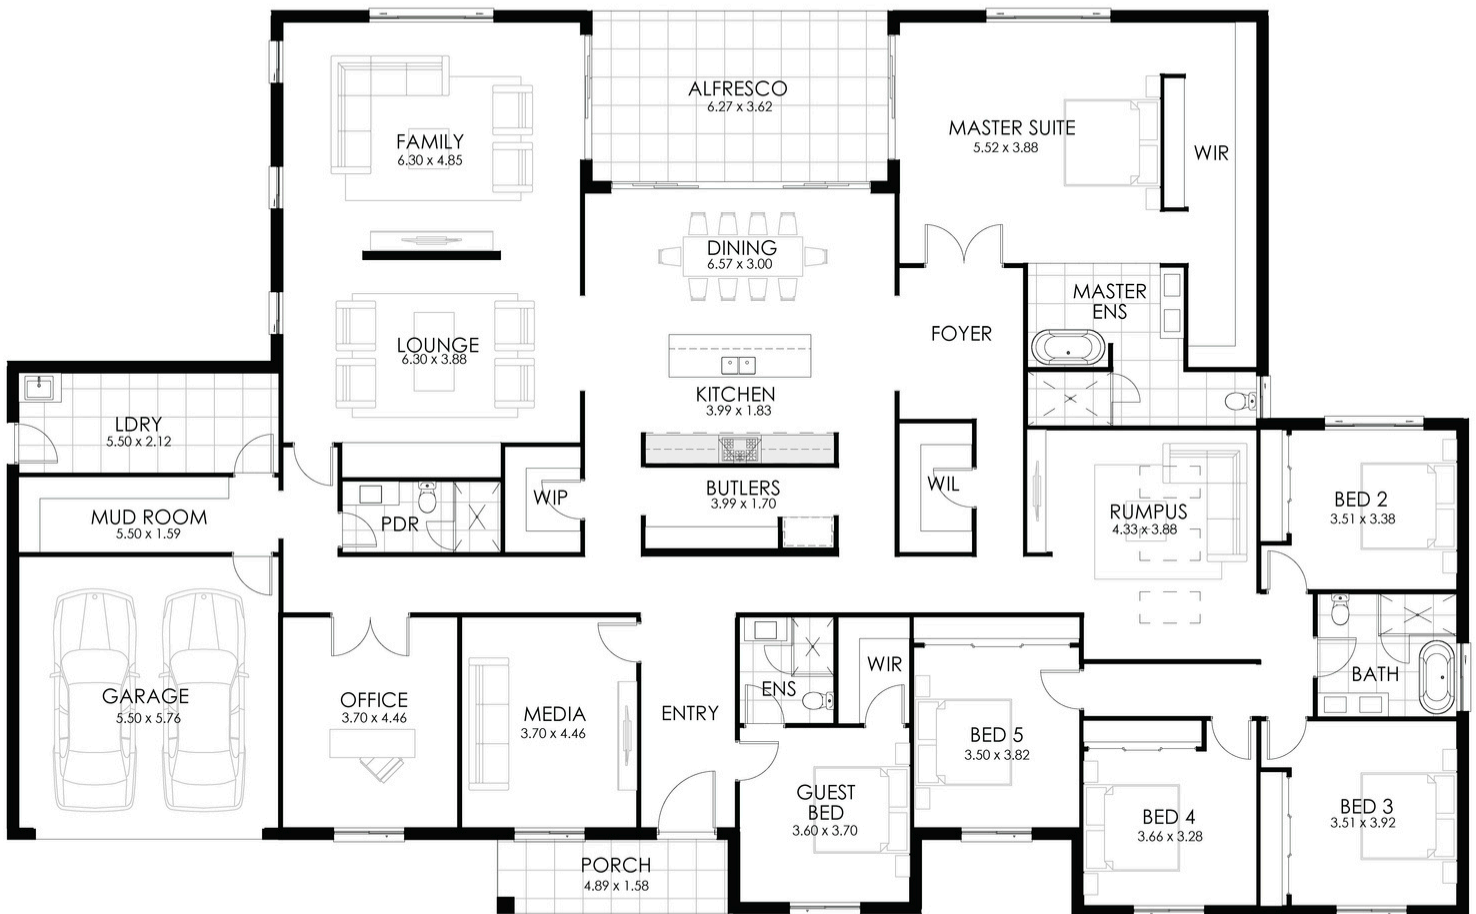 ALFRESCO
6.27 x 3.62
FAMILY
6.30 x 4.85
MASTER SUITE
5.52 x 3.88
WIR
DINING
6.57 x 3.00
MASTER
ENS
FOYER
LOUNGE
6.30 x 3.88
KITCHEN
3.99 x 1.83
LDRY
5.50 x 2.12
BUTLERS
3.99 x 1.70
WIP
WIL
MUD ROOM
5.50 x 1.59
PDR
RUMPUS
4.33 x 3.88
BED 2
3.51 x 3.38
GARAGE
5.50 x 5.76
OFFICE
3.70 x 4.46
MEDIA
3.70 x 4.46
ENTRY
ENS
WIR
BATH
BED 5
3.50 x 3.82
GUEST
BED
3.60 x 3.70
BED 4
3.66 x 3.28
BED 3
3.51 x 3.92
PORCH
4.89 x 1.58